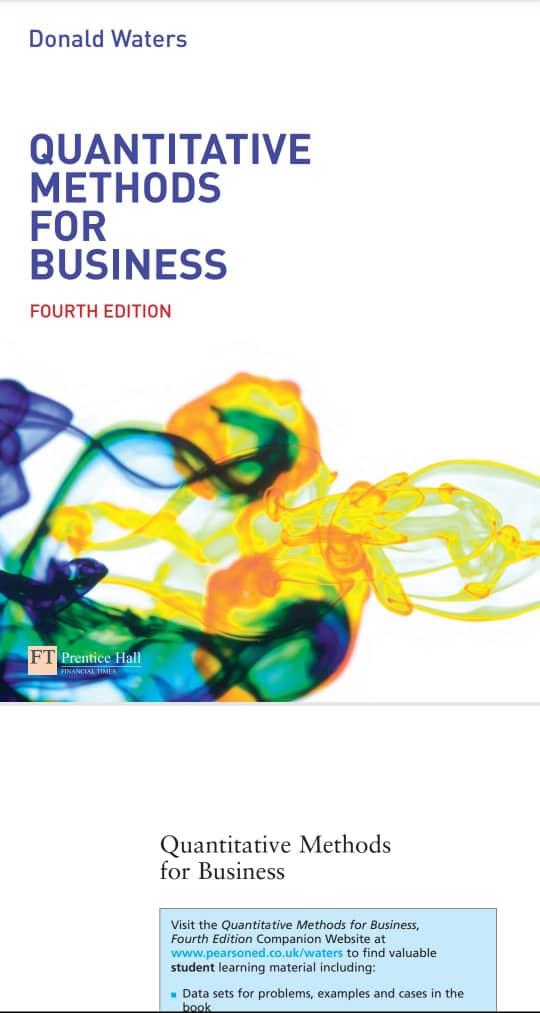 Donald Waters
QUANTITATIVE
METHODS
FOR
BUSINESS
FOURTH EDITION
FT Prentice Hall
FINANCIAL TIMES
Quantitative Methods
for Business
Visit the Quantitative Methods for Business,
Fourth Edition Companion Website at
www.pearsoned.co.uk/waters to find valuable
student learning material including:
▪ Data sets for problems, examples and cases in the
book